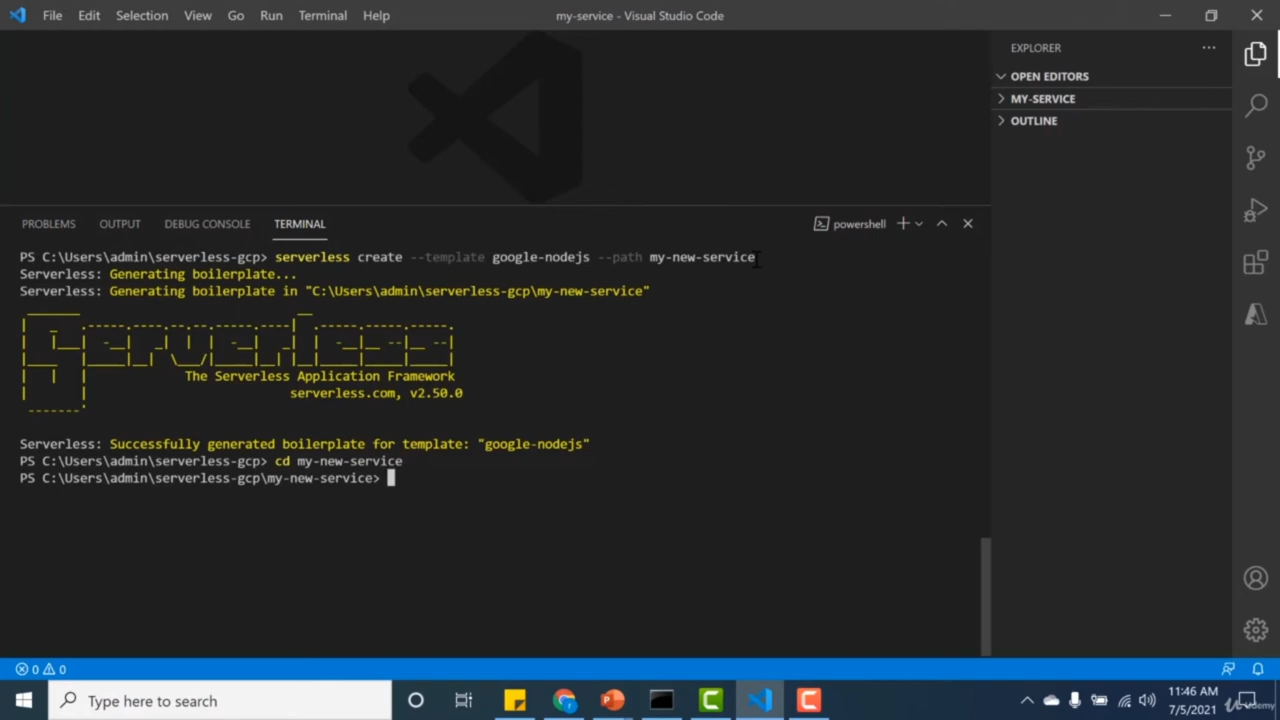 File Edit Selection View Go Run Terminal Help
my-service - Visual Studio Code
EXPLORER
OPEN EDITORS
MY-SERVICE
OUTLINE
PROBLEMS OUTPUT DEBUG CONSOLE TERMINAL
powershell
PS C:\Users\admin\serverless-gcp> serverless create --template google-nodejs --path my-new-service
Serverless: Generating boilerplate...
Serverless: Generating boilerplate in "C:\Users\admin\serverless-gcp\my-new-service"
Serverless
The Serverless Application Framework
serverless.com, v2.50.0
Serverless: Successfully generated boilerplate for template: "google-nodejs"
PS C:\Users\admin\serverless-gcp> cd my-new-service
PS C:\Users\admin\serverless-gcp\my-new-service>
0 0
Type here to search
11:46 AM
7/5/2021
Udemy